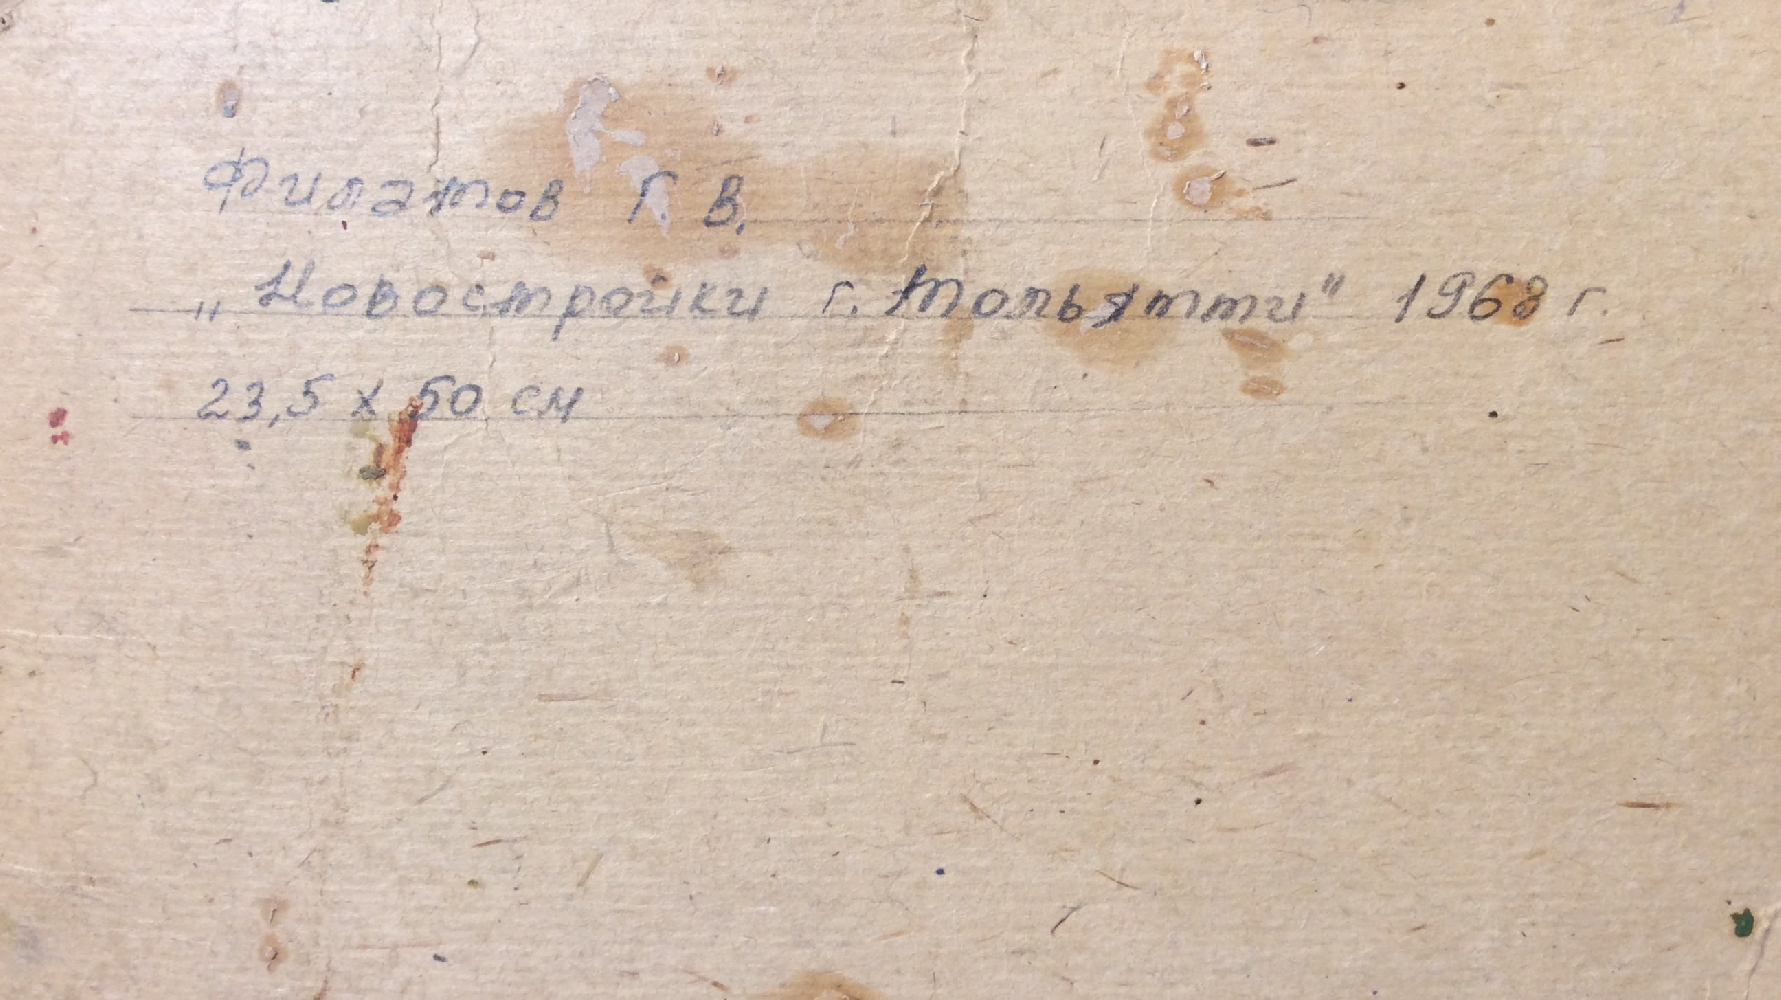 Филатов Г. В.
„Новостройки г. Тольятти" 1968 г.
23,5 х 50 см